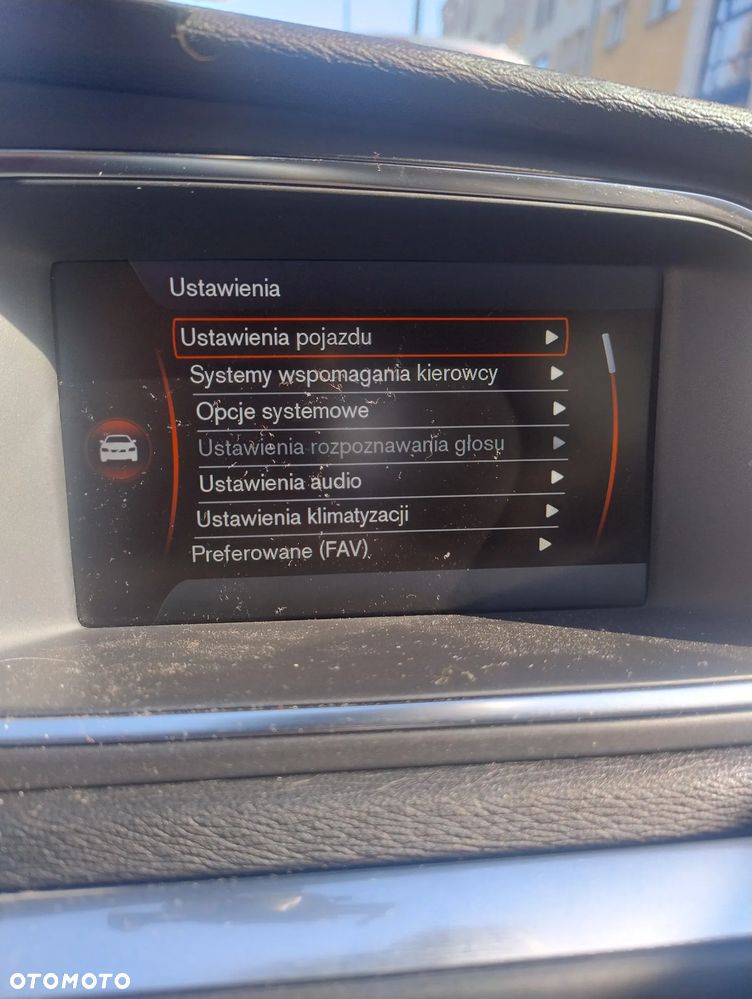 Ustawienia
Ustawienia pojazdu
Systemy wspomagania kierowcy
Opcje systemowe
Ustawienia rozpoznawania głosu
Ustawienia audio
Ustawienia klimatyzacji
Preferowane (FAV)
OTOMOTO